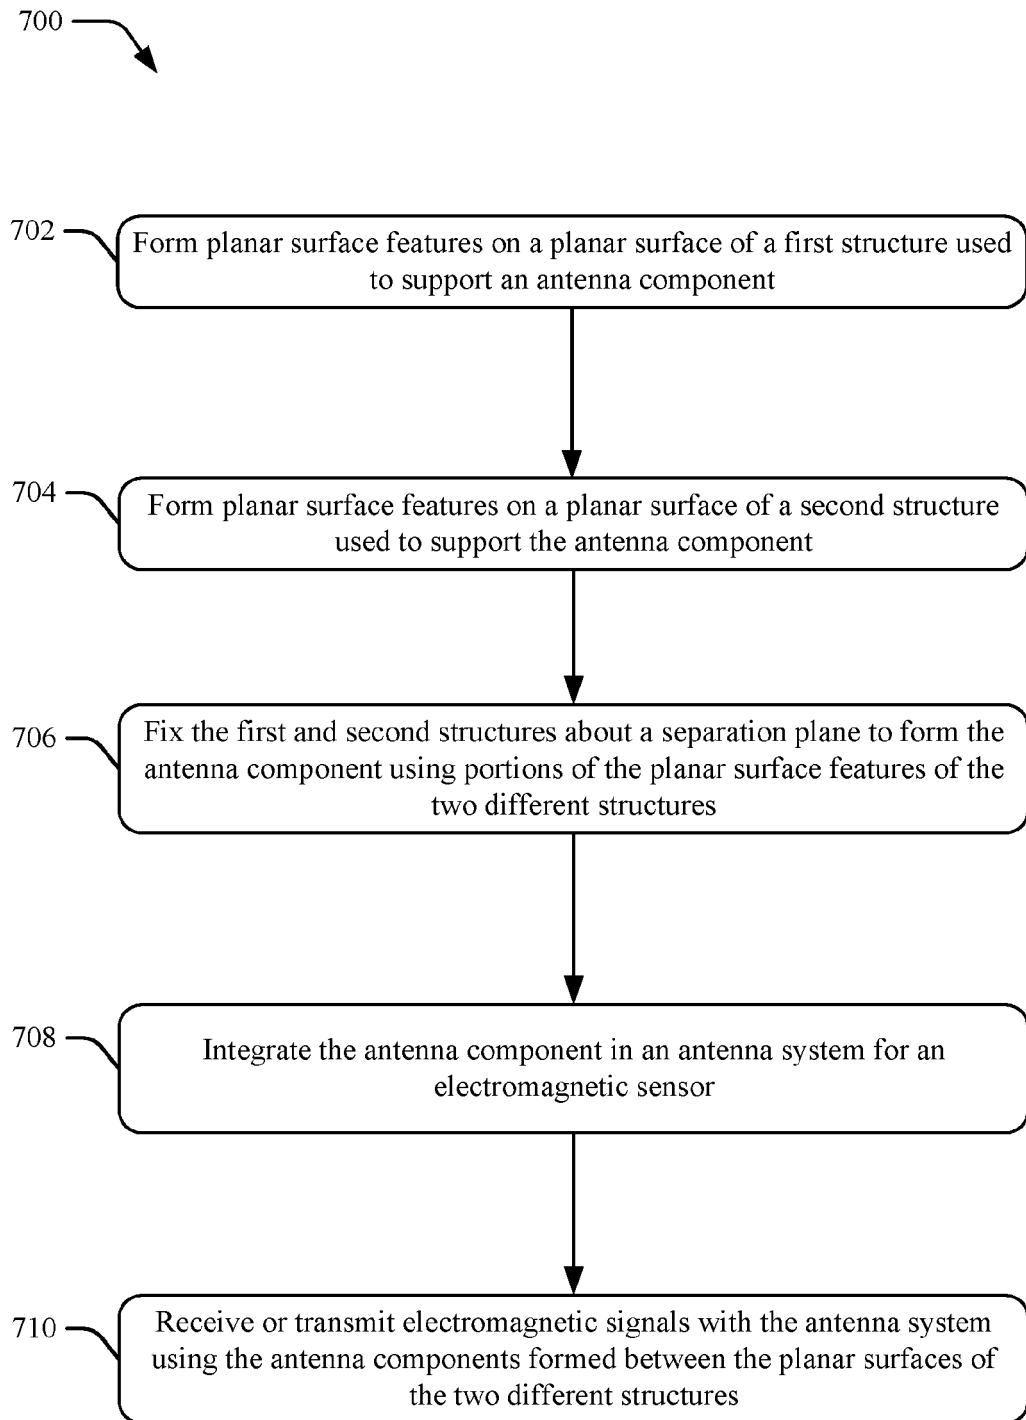 700
702
Form planar surface features on a planar surface of a first structure used
to support an antenna component
704
Form planar surface features on a planar surface of a second structure
used to support the antenna component
706
Fix the first and second structures about a separation plane to form the
antenna component using portions of the planar surface features of the
two different structures
708
Integrate the antenna component in an antenna system for an
electromagnetic sensor
710
Receive or transmit electromagnetic signals with the antenna system
using the antenna components formed between the planar surfaces of
the two different structures